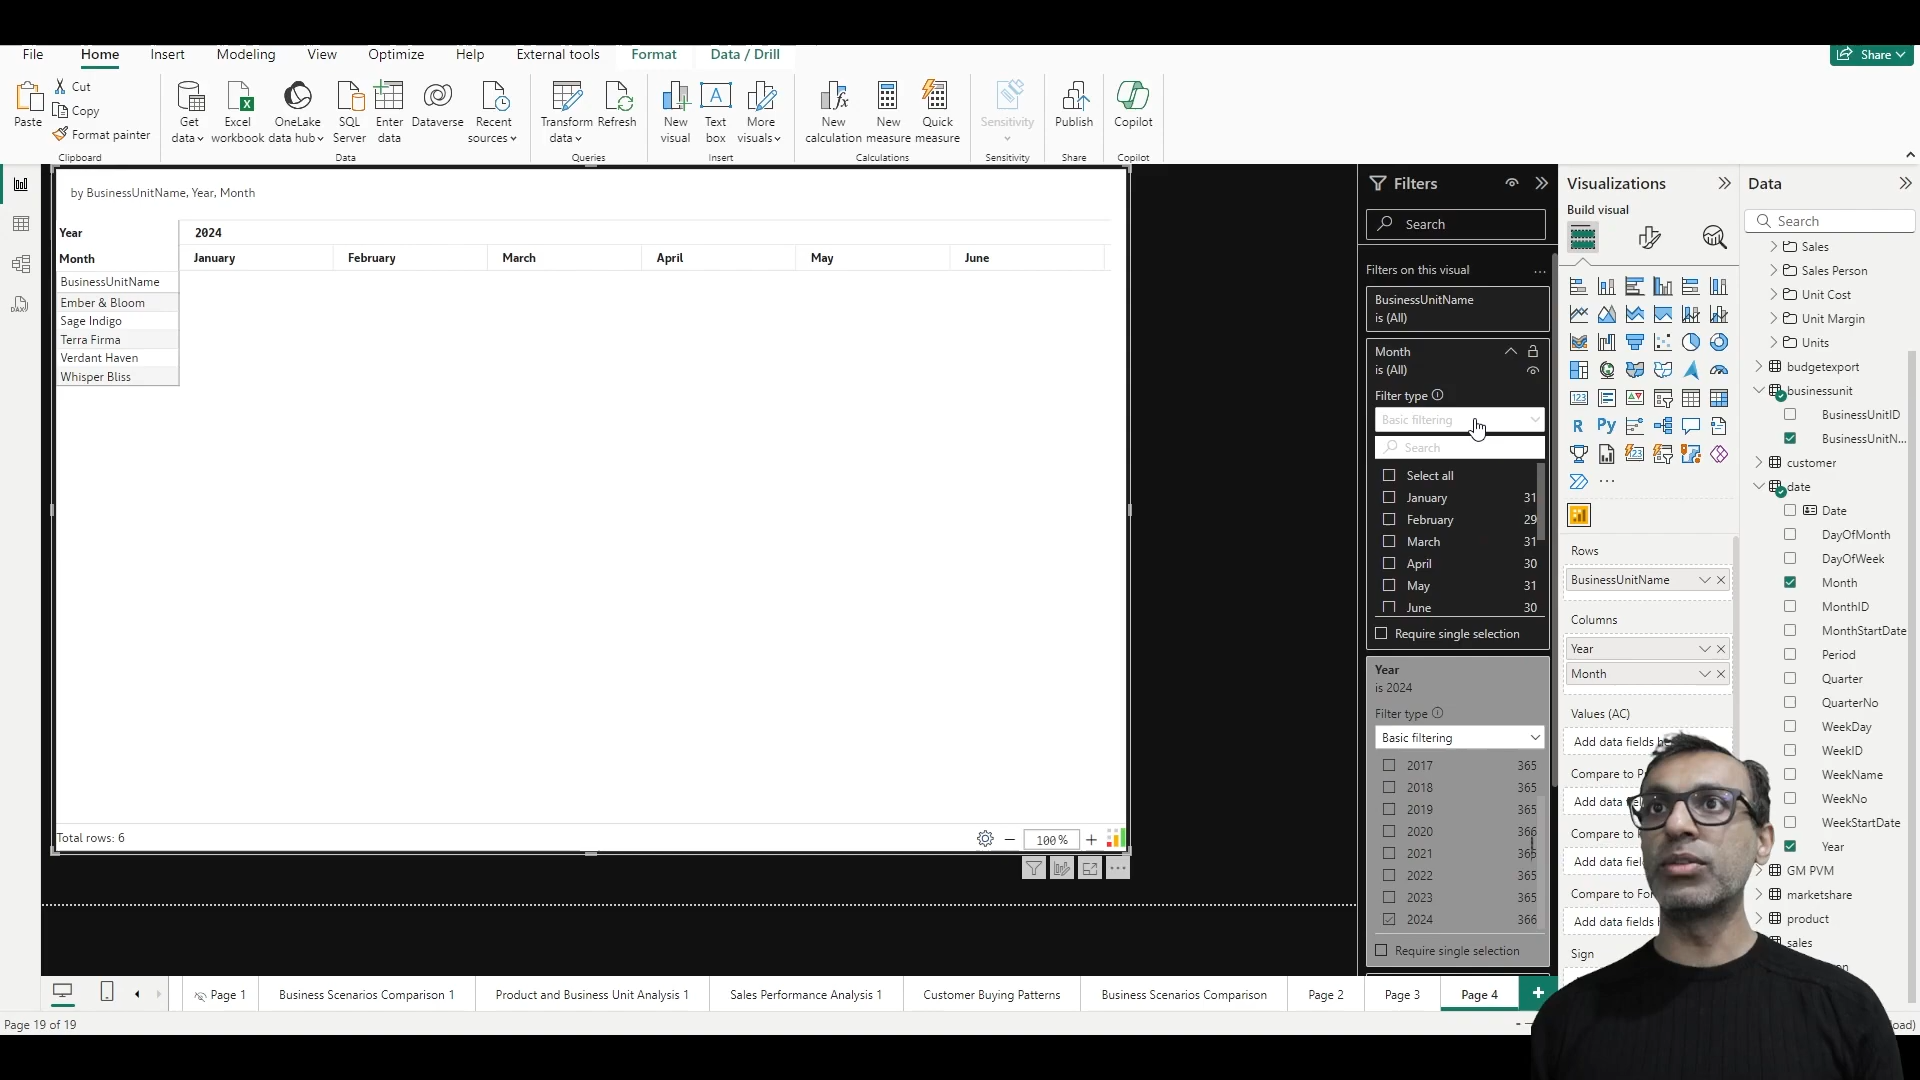 File Home Insert Modeling View Optimize Help External tools Format Data / Drill Share
Paste Cut
Copy
Format painter
Clipboard
Get data Excel workbook OneLake data hub SQL Server Enter data Dataverse Recent sources
Data
Transform data Refresh
Queries
New visual Text box More visuals
Insert
New calculation New measure Quick measure
Calculations
Sensitivity
Sensitivity
Publish
Share
Copilot
Copilot
by BusinessUnitName, Year, Month
Year 2024
Month January February March April May June
BusinessUnitName
Ember & Bloom
Sage Indigo
Terra Firma
Verdant Haven
Whisper Bliss
Total rows: 6
100%
Filters
Search
Filters on this visual
BusinessUnitName
is (All)
Month
is (All)
Filter type
Basic filtering
Search
Select all
January 31
February 29
March 31
April 30
May 31
June 30
Require single selection
Year
is 2024
Filter type
Basic filtering
2017 365
2018 365
2019 365
2020 366
2021 365
2022 365
2023 365
2024 366
Require single selection
Visualizations
Build visual
123
R Py
Rows
BusinessUnitName
Columns
Year
Month
Values (AC)
Add data fields
Compare to
Add data
Compare to
Add data
Compare to
Add data
Sign
Data
Search
Sales
Sales Person
Unit Cost
Unit Margin
Units
budgetexport
businessunit
BusinessUnitID
BusinessUnitN...
customer
date
Date
DayOfMonth
DayOfWeek
Month
MonthID
MonthStartDate
Period
Quarter
QuarterNo
WeekDay
WeekID
WeekName
WeekNo
WeekStartDate
Year
GM PVM
marketshare
product
sales
Page 1 Business Scenarios Comparison 1 Product and Business Unit Analysis 1 Sales Performance Analysis 1 Customer Buying Patterns Business Scenarios Comparison Page 2 Page 3 Page 4
Page 19 of 19